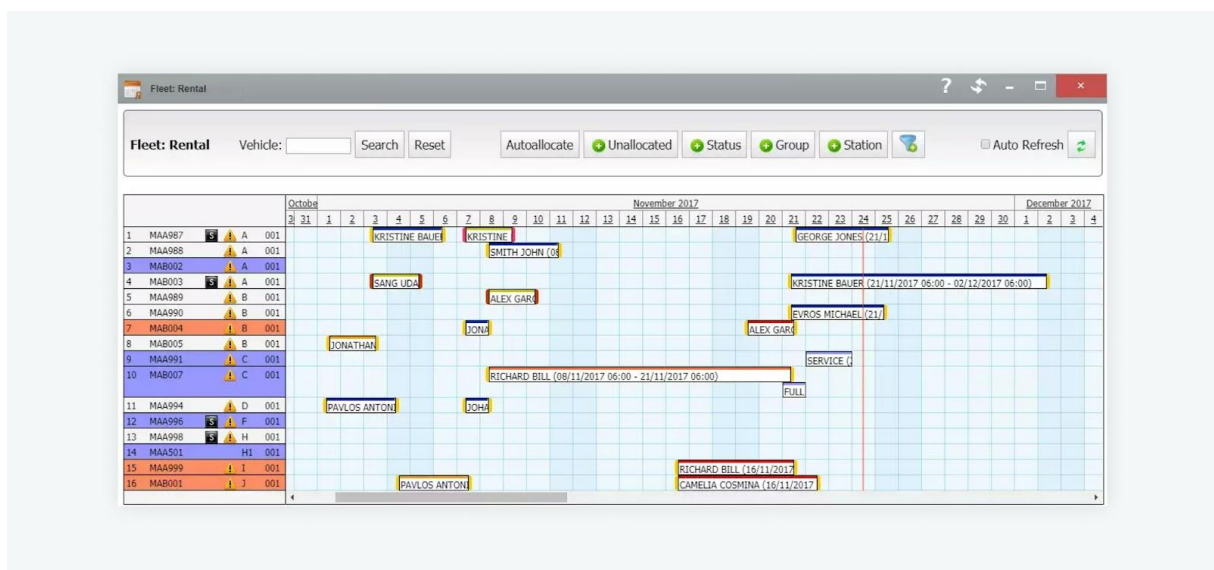 Fleet: Rental
?
Fleet: Rental Vehicle: Search Reset Autoallocate Unallocated Status Group Station Auto Refresh
Octobe November 2017 December 2017
3 31 1 2 3 4 5 6 7 8 9 10 11 12 13 14 15 16 17 18 19 20 21 22 23 24 25 26 27 28 29 30 1 2 3 4
1 MAA987 S A 001 KRISTINE BAUE KRISTINE GEORGE JONES (21/1
2 MAA988 A 001 SMITH JOHN (08
3 MAB002 A 001
4 MAB003 S A 001 SANG UDA KRISTINE BAUER (21/11/2017 06:00 - 02/12/2017 06:00)
5 MAA989 B 001 ALEX GARC
6 MAA990 B 001 EVROS MICHAEL (21/
7 MAB004 B 001 JONA ALEX GARC
8 MAB005 B 001 JONATHAN
9 MAA991 C 001 SERVICE (
10 MAB007 C 001 RICHARD BILL (08/11/2017 06:00 - 21/11/2017 06:00)
FULL
11 MAA994 D 001 PAVLOS ANTONI JOHA
12 MAA996 S F 001
13 MAA998 S H 001
14 MAA501 H1 001
15 MAA999 I 001 RICHARD BILL (16/11/2017
16 MAB001 J 001 PAVLOS ANTONI CAMELIA COSMINA (16/11/2017